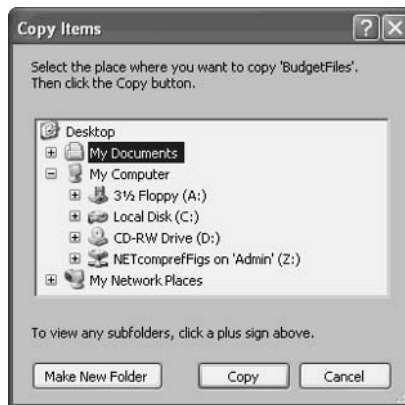 Copy Items
Select the place where you want to copy 'BudgetFiles'.
Then click the Copy button.
Desktop
My Documents
My Computer
3½ Floppy (A:)
Local Disk (C:)
CD-RW Drive (D:)
NETcomprefFigs on 'Admin' (Z:)
My Network Places
To view any subfolders, click a plus sign above.
Make New Folder Copy Cancel